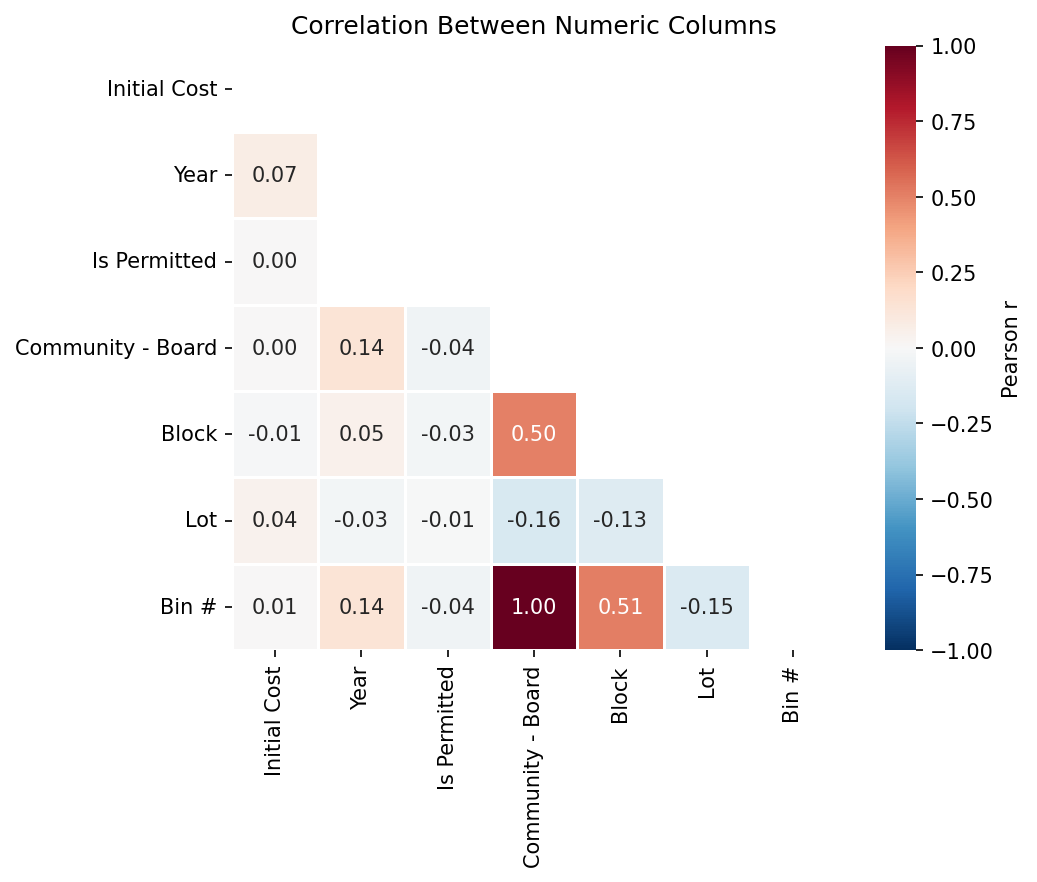 Correlation Between Numeric Columns
Initial Cost
Year 0.07
Is Permitted 0.00
Community - Board 0.00 0.14 -0.04
Block -0.01 0.05 -0.03 0.50
Lot 0.04 -0.03 -0.01 -0.16 -0.13
Bin # 0.01 0.14 -0.04 1.00 0.51 -0.15
Initial Cost
Year
Is Permitted
Community - Board
Block
Lot
Bin #
1.00
0.75
0.50
0.25
0.00
−0.25
−0.50
−0.75
−1.00
Pearson r